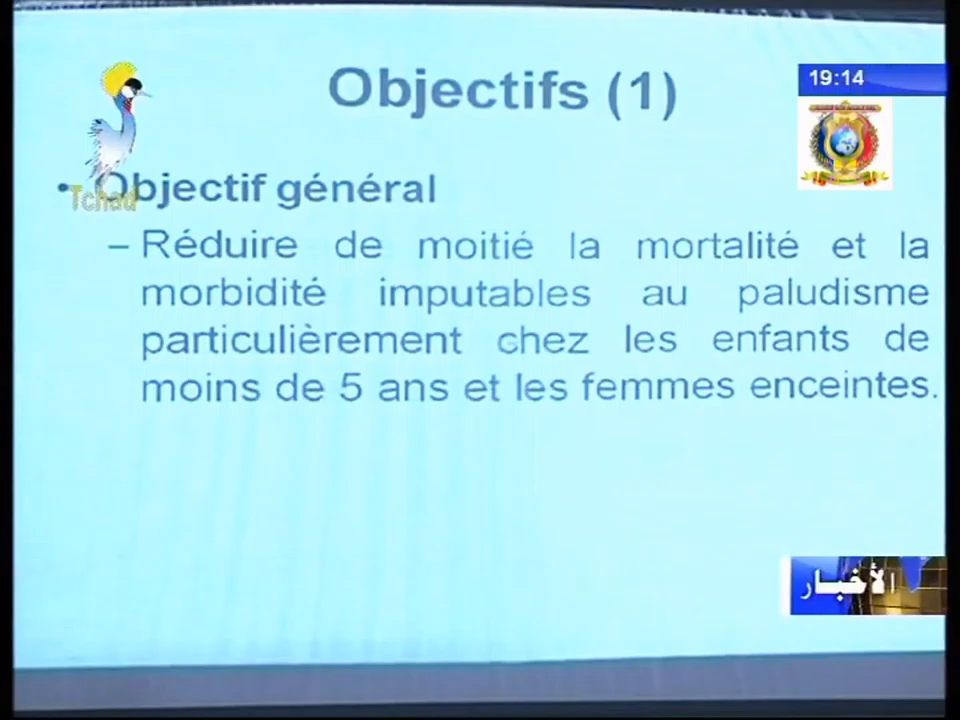 Objectifs (1)
19:14
• Objectif général
Tchad
– Réduire de moitié la mortalité et la
morbidité imputables au paludisme
particulièrement chez les enfants de
moins de 5 ans et les femmes enceintes.
الأخبار